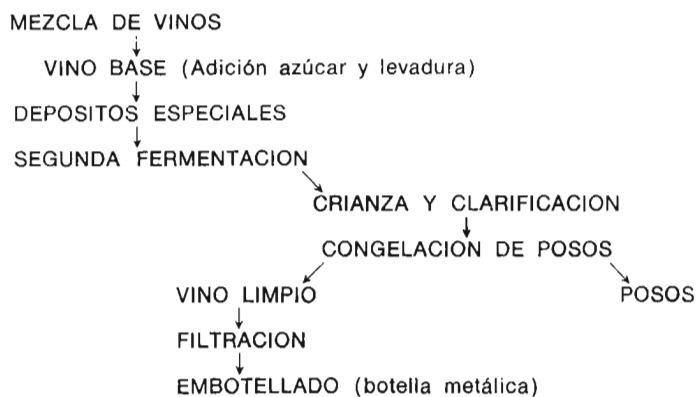 MEZCLA DE VINOS
VINO BASE (Adición azúcar y levadura)
DEPOSITOS ESPECIALES
SEGUNDA FERMENTACION
CRIANZA Y CLARIFICACION
CONGELACION DE POSOS
VINO LIMPIO POSOS
FILTRACION
EMBOTELLADO (botella metálica)